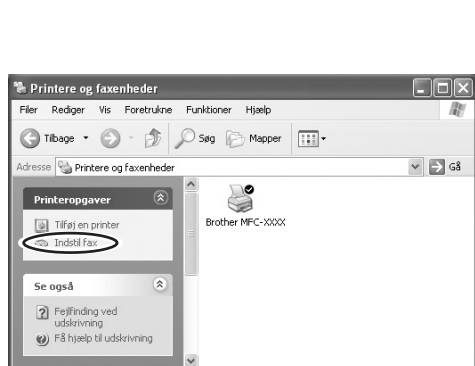 Printere og faxenheder
Filer Rediger Vis Foretrukne Funktioner Hjælp
Tilbage Søg Mapper
Adresse Printere og faxenheder Gå
Printeropgaver
Tilføj en printer
Indstil fax
Brother MFC-XXXX
Se også
Fejlfinding ved
udskrivning
Få hjælp til udskrivning